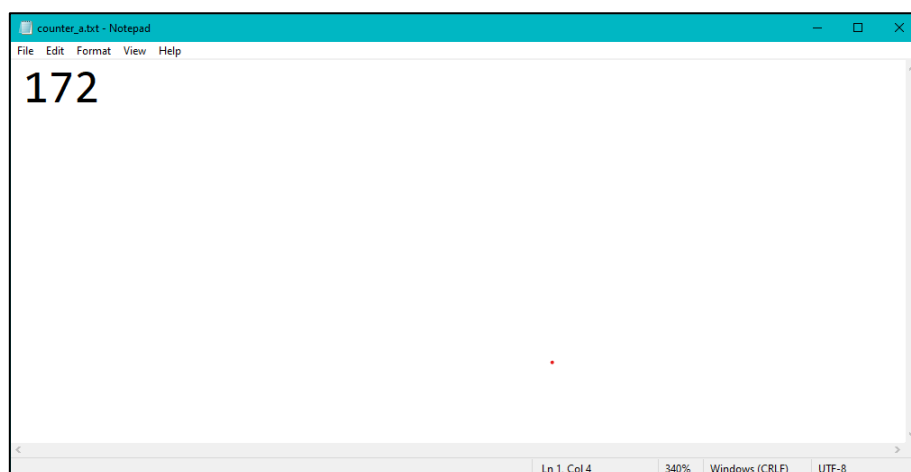 counter_a.txt - Notepad
File Edit Format View Help
172
Ln 1, Col 4 340% Windows (CRLF) UTF-8